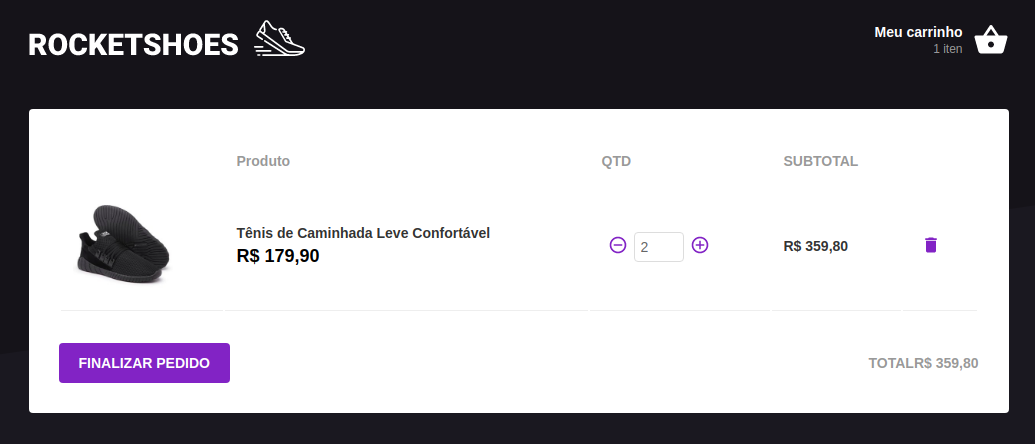 ROCKETSHOES
Meu carrinho
1 iten
Produto
QTD
SUBTOTAL
Tênis de Caminhada Leve Confortável
R$ 179,90
2
R$ 359,80
FINALIZAR PEDIDO
TOTALR$ 359,80